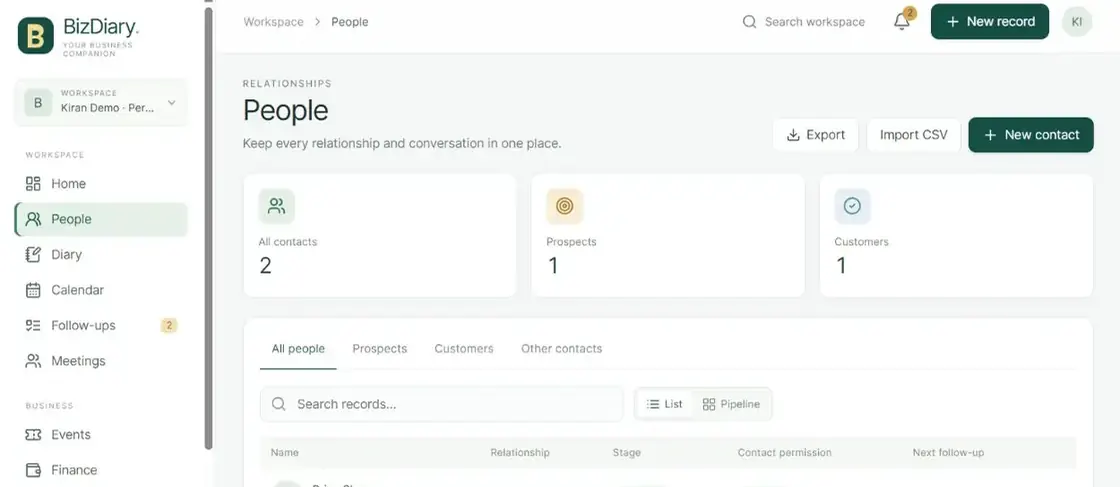 BizDiary.
YOUR BUSINESS
COMPANION
B
WORKSPACE
Kiran Demo · Per...
WORKSPACE
Home
People
Diary
Calendar
Follow-ups 2
Meetings
BUSINESS
Events
Finance
Workspace > People
Search workspace
2
+ New record
KI
RELATIONSHIPS
People
Keep every relationship and conversation in one place.
Export
Import CSV
+ New contact
All contacts
2
Prospects
1
Customers
1
All people Prospects Customers Other contacts
Search records...
List Pipeline
Name Relationship Stage Contact permission Next follow-up